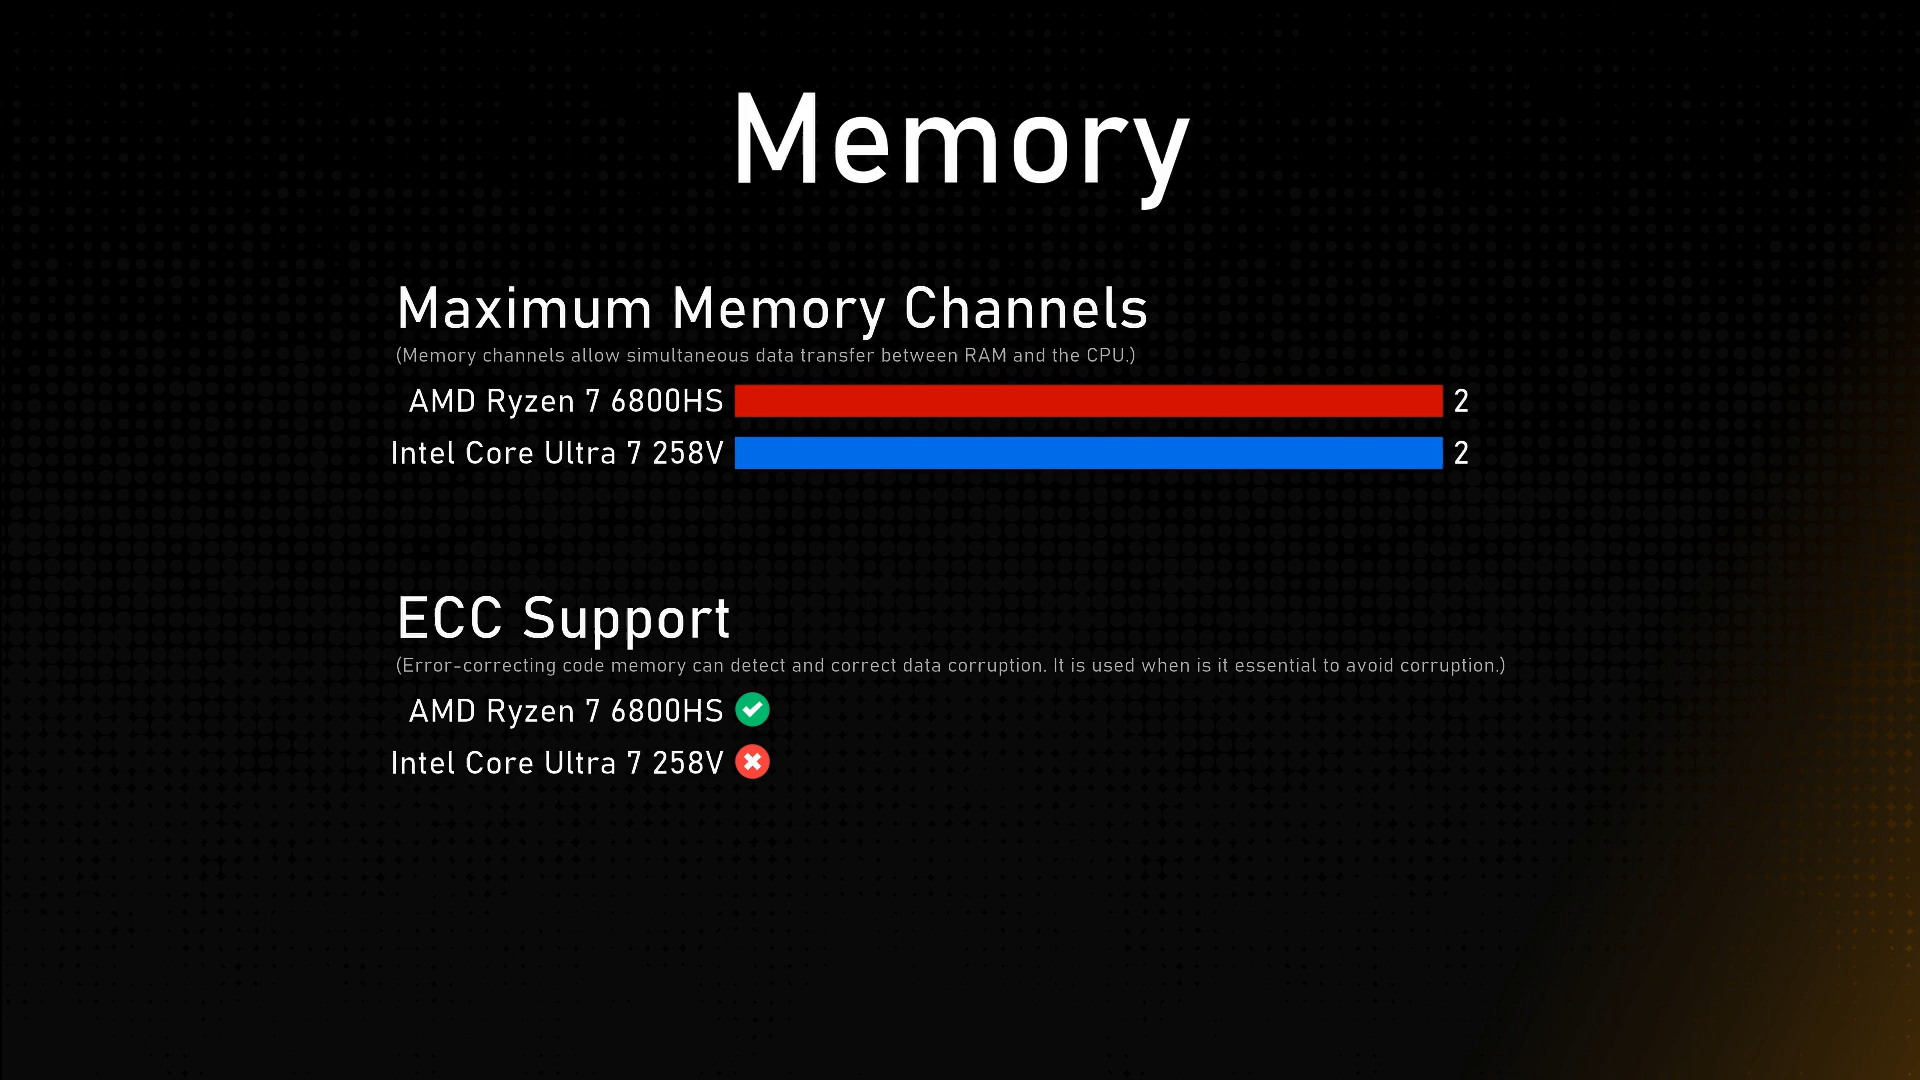 Memory
Maximum Memory Channels
(Memory channels allow simultaneous data transfer between RAM and the CPU.)
AMD Ryzen 7 6800HS 2
Intel Core Ultra 7 258V 2
ECC Support
(Error-correcting code memory can detect and correct data corruption. It is used when is it essential to avoid corruption.)
AMD Ryzen 7 6800HS
Intel Core Ultra 7 258V